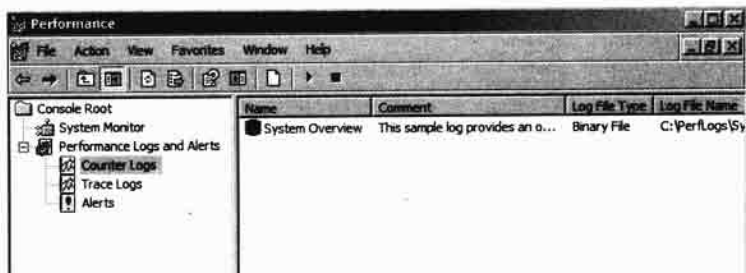 Performance
File Action View Favorites Window Help
Console Root
System Monitor
Performance Logs and Alerts
Counter Logs
Trace Logs
Alerts
Name Comment Log File Type Log File Name
System Overview This sample log provides an o... Binary File C:\PerfLogs\Sy